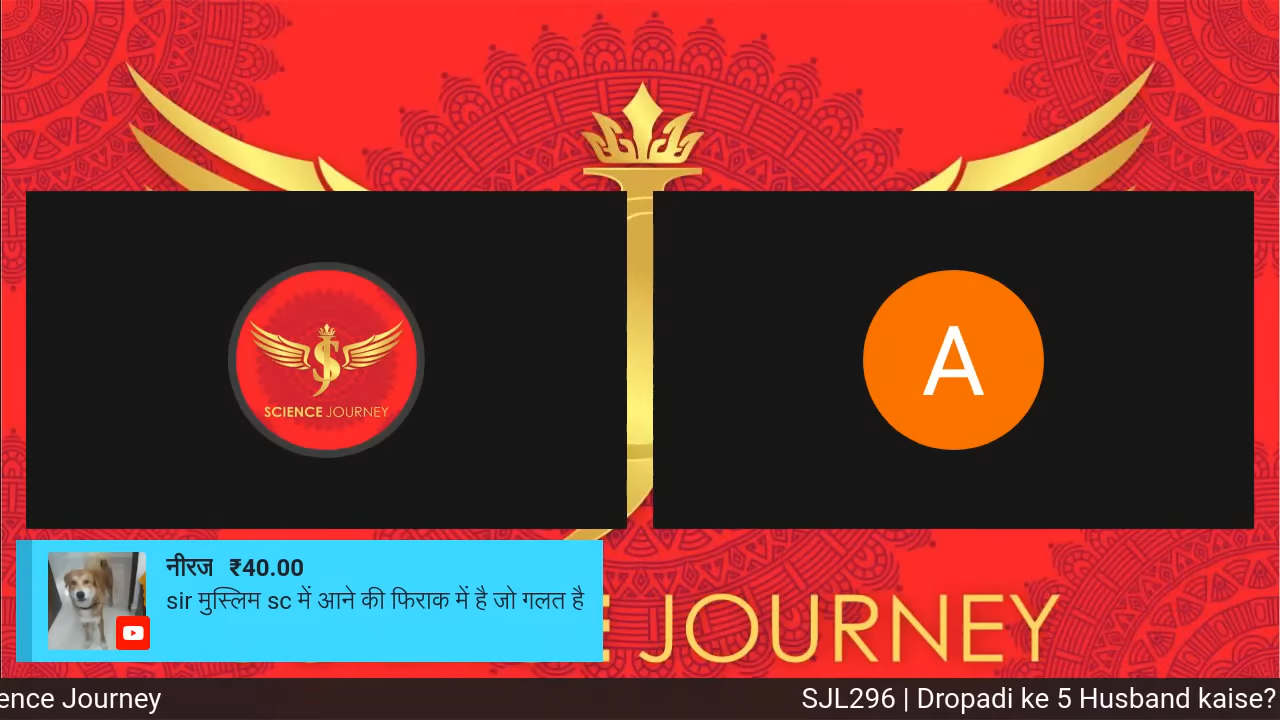 SCIENCE JOURNEY
A
नीरज ₹40.00
sir मुस्लिम sc में आने की फिराक में है जो गलत है
E JOURNEY
ence Journey
SJL296 | Dropadi ke 5 Husband kaise?